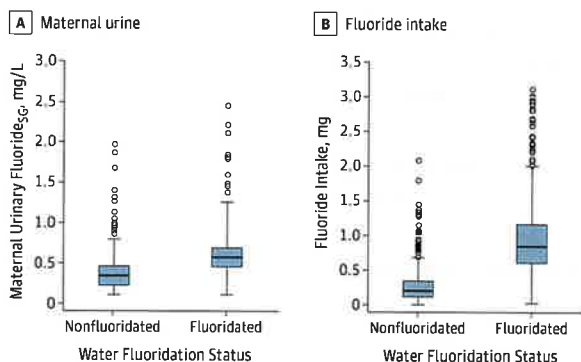 A Maternal urine
3.0
2.5
2.0
1.5
1.0
0.5
0
Maternal Urinary FluorideSG, mg/L
Nonfluoridated Fluoridated
Water Fluoridation Status
B Fluoride intake
3.5
3.0
2.5
2.0
1.5
1.0
0.5
0
Fluoride Intake, mg
Nonfluoridated Fluoridated
Water Fluoridation Status